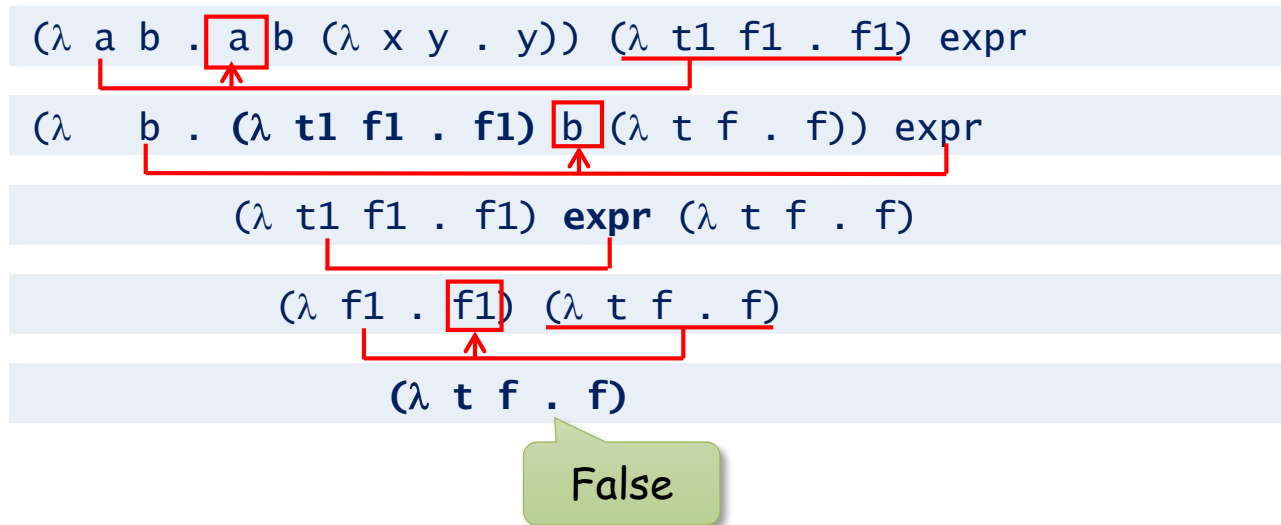 (λ a b . a b (λ x y . y)) (λ t1 f1 . f1) expr
(λ b . (λ t1 f1 . f1) b (λ t f . f)) expr
(λ t1 f1 . f1) expr (λ t f . f)
(λ f1 . f1) (λ t f . f)
(λ t f . f)
False